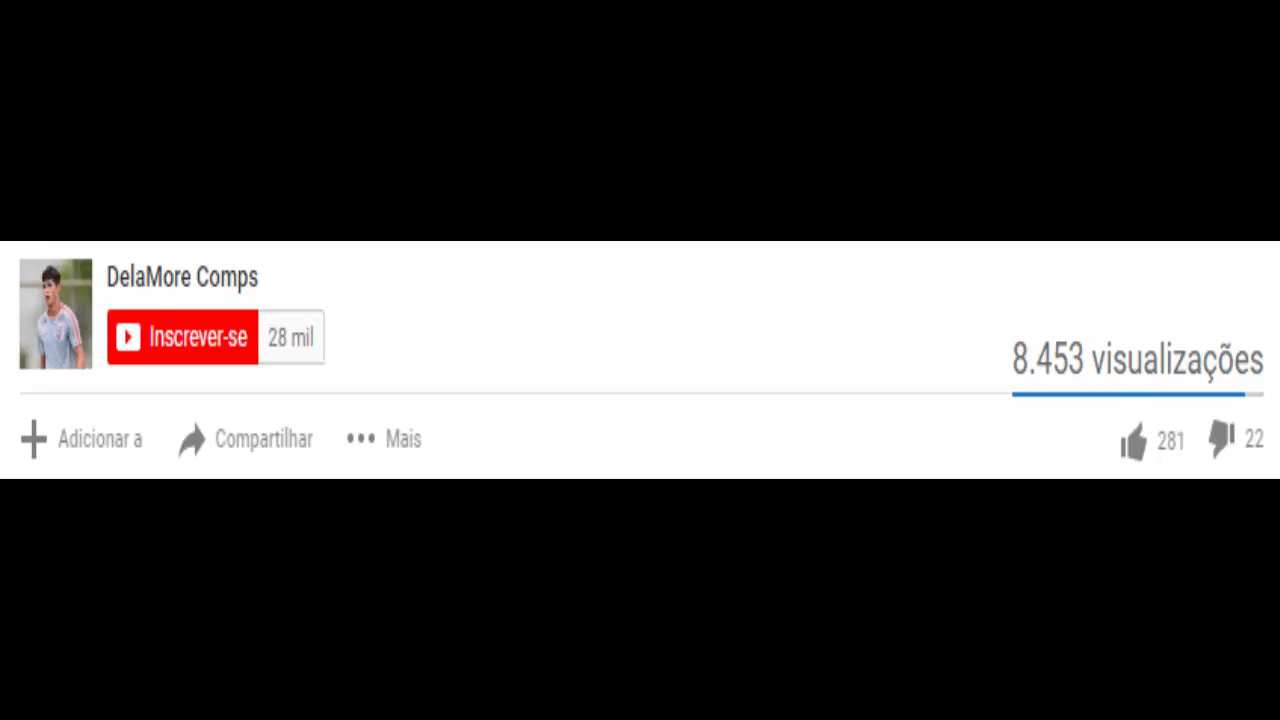 DelaMore Comps
Inscrever-se 28 mil
8.453 visualizações
Adicionar a Compartilhar Mais 281 22